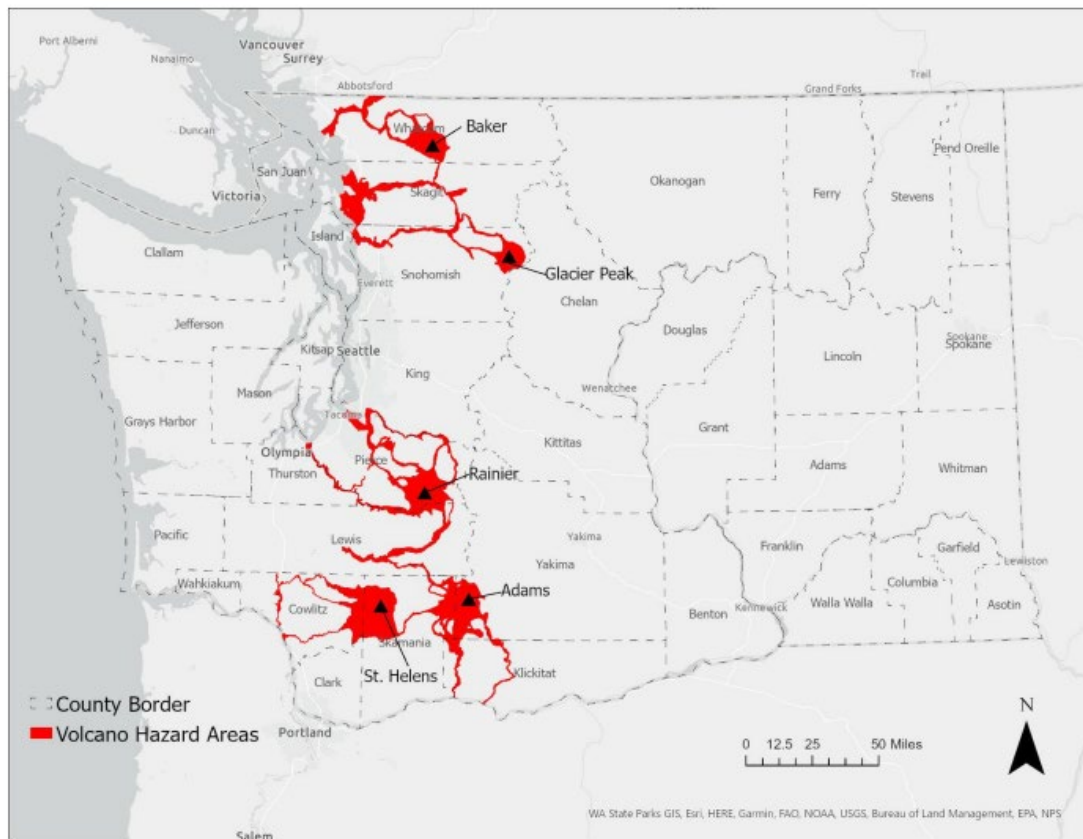 Port Alberni
Nanaimo
Vancouver
Surrey
Abbotsford
Trail
Grand Forks
Duncan
Whatcom
Baker
San Juan
Victoria
Skagit
Okanogan
Ferry
Stevens
Pend Oreille
Island
Clallam
Snohomish
Glacier Peak
Everett
Chelan
Jefferson
Douglas
Kitsap
Seattle
Lincoln
Spokane
Spokane
King
Mason
Wenatchee
Tacoma
Grays Harbor
Kittitas
Grant
Olympia
Pierce
Thurston
Rainier
Adams
Whitman
Pacific
Lewis
Yakima
Yakima
Franklin
Garfield
Lewiston
Wahkiakum
Adams
Columbia
Cowlitz
Benton
Kennewick
Walla Walla
Asotin
Skamania
St. Helens
Klickitat
Clark
County Border
Volcano Hazard Areas
Portland
N
0 12.5 25 50 Miles
WA State Parks GIS, Esri, HERE, Garmin, FAO, NOAA, USGS, Bureau of Land Management, EPA, NPS
Salem